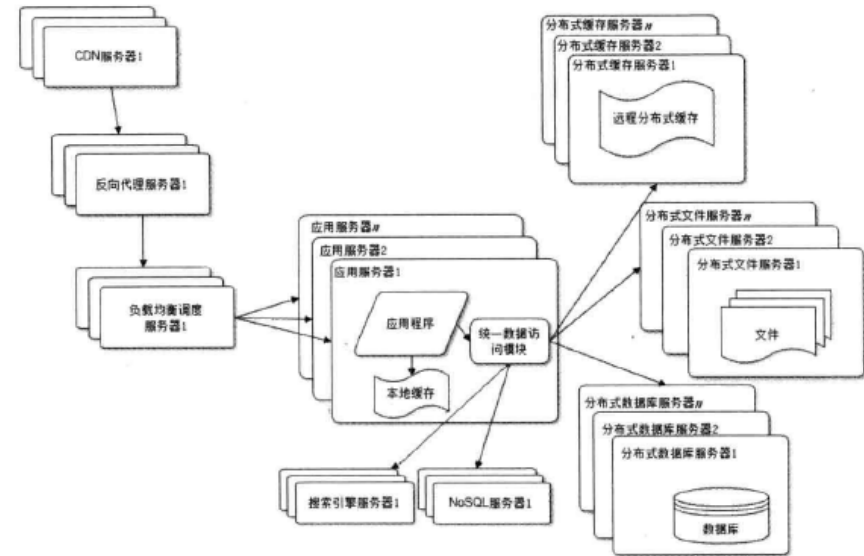 CDN服务器1
反向代理服务器1
负载均衡调度
服务器1
应用服务器n
应用服务器2
应用服务器1
应用程序
统一数据访
问模块
本地缓存
搜索引擎服务器1
NoSQL服务器1
分布式缓存服务器n
分布式缓存服务器2
分布式缓存服务器1
远程分布式缓存
分布式文件服务器n
分布式文件服务器2
分布式文件服务器1
文件
分布式数据库服务器n
分布式数据库服务器2
分布式数据库服务器1
数据库